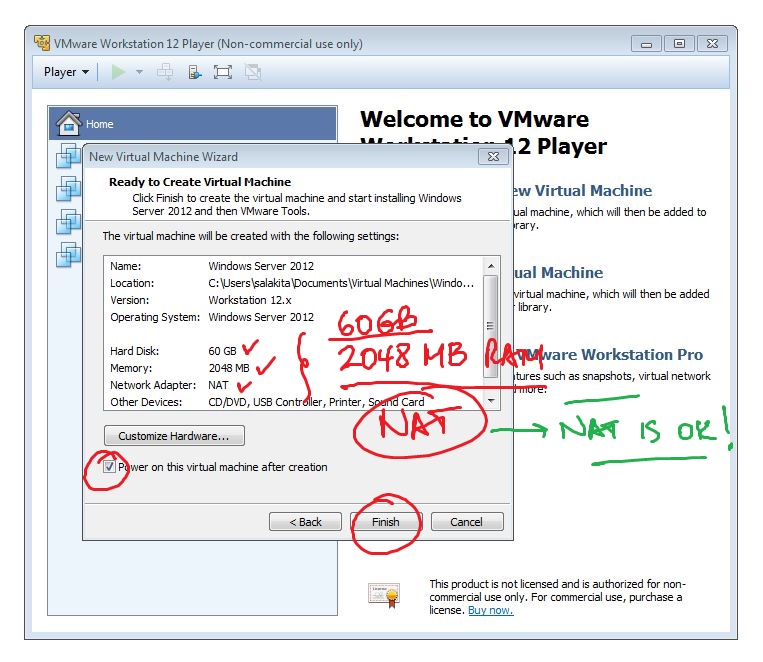 VMware Workstation 12 Player (Non-commercial use only)
Player
Home
Welcome to VMware
12 Player
New Virtual Machine Wizard
Ready to Create Virtual Machine
Click Finish to create the virtual machine and start installing Windows
Server 2012 and then VMware Tools.
The virtual machine will be created with the following settings:
Name: Windows Server 2012
Location: C:\Users\salakita\Documents\Virtual Machines\Windo...
Version: Workstation 12.x
Operating System: Windows Server 2012
Hard Disk: 60 GB
Memory: 2048 MB
Network Adapter: NAT
Other Devices: CD/DVD, USB Controller, Printer, Sound Card
60GB
2048 MB RAM
NAT
NAT IS OK!
Customize Hardware...
Power on this virtual machine after creation
< Back Finish Cancel
Virtual Machine
machine, which will then be added to
Machine
virtual machine, which will then be added
library.
VMware Workstation Pro
such as snapshots, virtual network
more.
This product is not licensed and is authorized for non-
commercial use only. For commercial use, purchase a
license. Buy now.